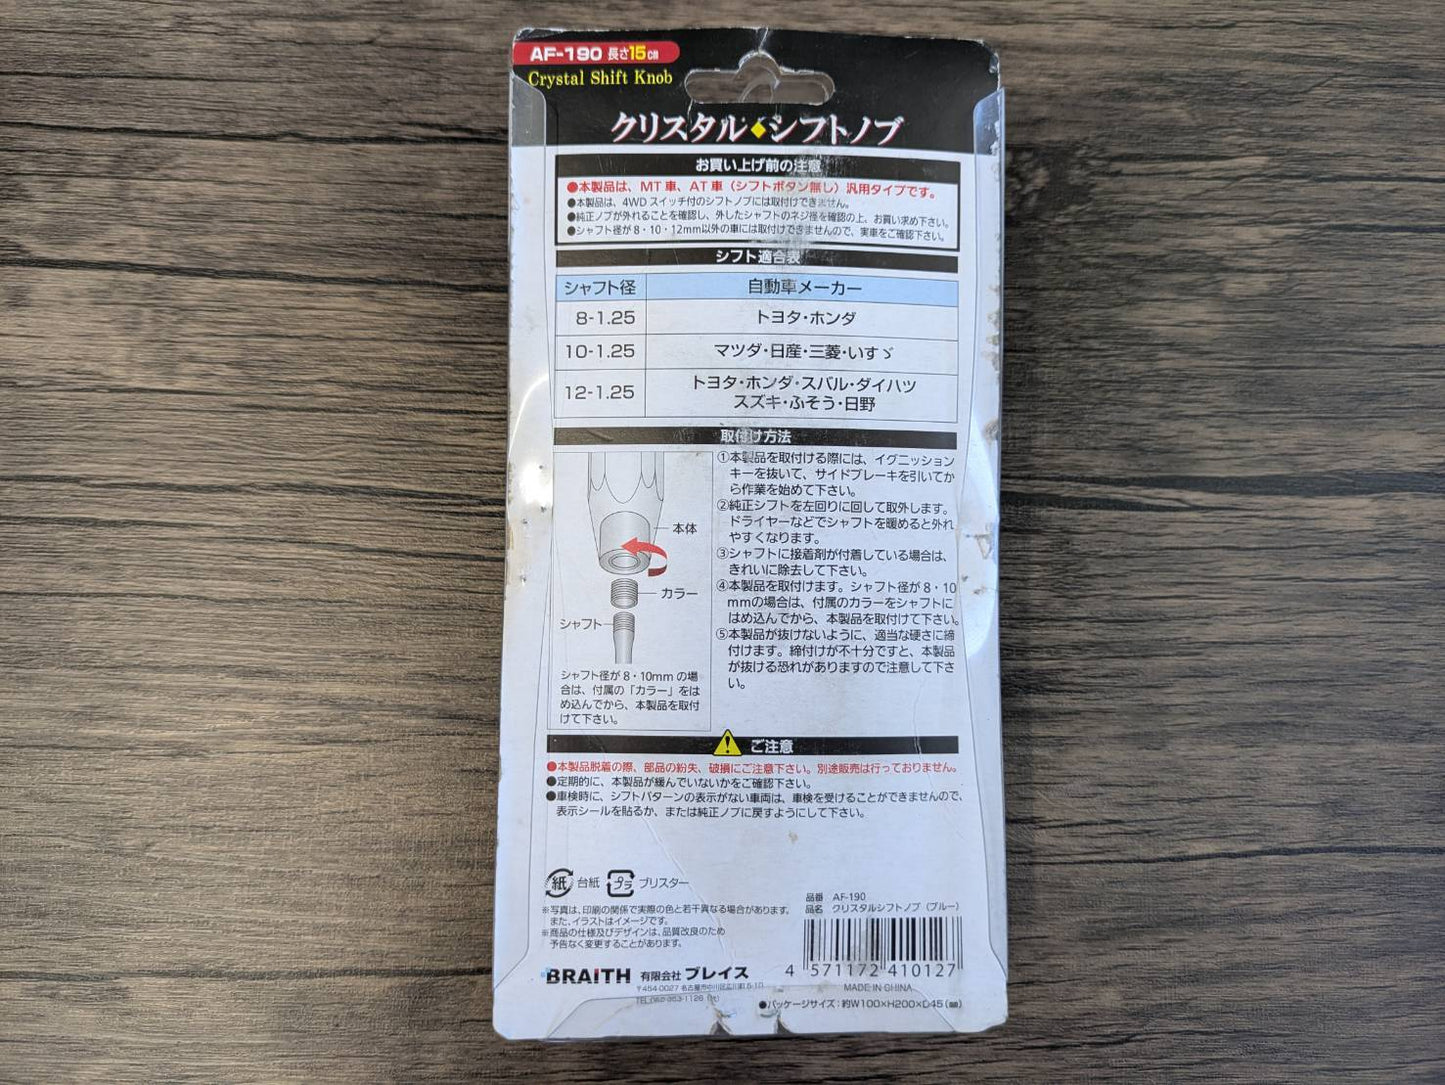 AF-190 長さ15㎝
Crystal Shift Knob
クリスタル◆シフトノブ
お買い上げ前の注意
●本製品は、MT車、AT車（シフトボタン無し）汎用タイプです。
●本製品は、4WDスイッチ付のシフトノブには取付けできません。
●純正ノブが外れることを確認し、外したシャフトのネジ径を確認の上、お買い求め下さい。
●シャフト径が8・10・12mm以外の車には取付けできませんので、実車をご確認下さい。
シフト適合表
シャフト径 自動車メーカー
8-1.25 トヨタ・ホンダ
10-1.25 マツダ・日産・三菱・いすゞ
12-1.25 トヨタ・ホンダ・スバル・ダイハツ
スズキ・ふそう・日野
取付け方法
本体
カラー
シャフト
シャフト径が8・10mmの場
合は、付属の「カラー」をは
め込んでから、本製品を取付
けて下さい。
①本製品を取付ける際には、イグニッション
キーを抜いて、サイドブレーキを引いてか
ら作業を始めて下さい。
②純正シフトを左回りに回して取外します。
ドライヤーなどでシャフトを暖めると外れ
やすくなります。
③シャフトに接着剤が付着している場合は、
きれいに除去して下さい。
④本製品を取付けます。シャフト径が8・10
mmの場合は、付属のカラーをシャフトに
はめ込んでから、本製品を取付けて下さい。
⑤本製品が抜けないように、適当な硬さに締
付けます。締付けが不十分ですと、本製品
が抜ける恐れがありますので注意して下さ
い。
ご注意
●本製品脱着の際、部品の紛失、破損にご注意下さい。別途販売は行っておりません。
●定期的に、本製品が緩んでいないかをご確認下さい。
●車検時に、シフトパターンの表示がない車両は、車検を受けることができませんので、
表示シールを貼るか、または純正ノブに戻すようにして下さい。
紙 台紙 プラ ブリスター
※写真は、印刷の関係で実際の色と若干異なる場合があります。
また、イラストはイメージです。
※商品の仕様及びデザインは、品質改良のため
予告なく変更することがあります。
BRAITH 有限会社 ブレイス
〒454-0027 名古屋市中川区広川町5-10
TEL.052-353-1126
品番 AF-190
品名 クリスタルシフトノブ（ブルー）
4 571172 410127
MADE IN CHINA
●パッケージサイズ：約W100×H200×D45（㎜）